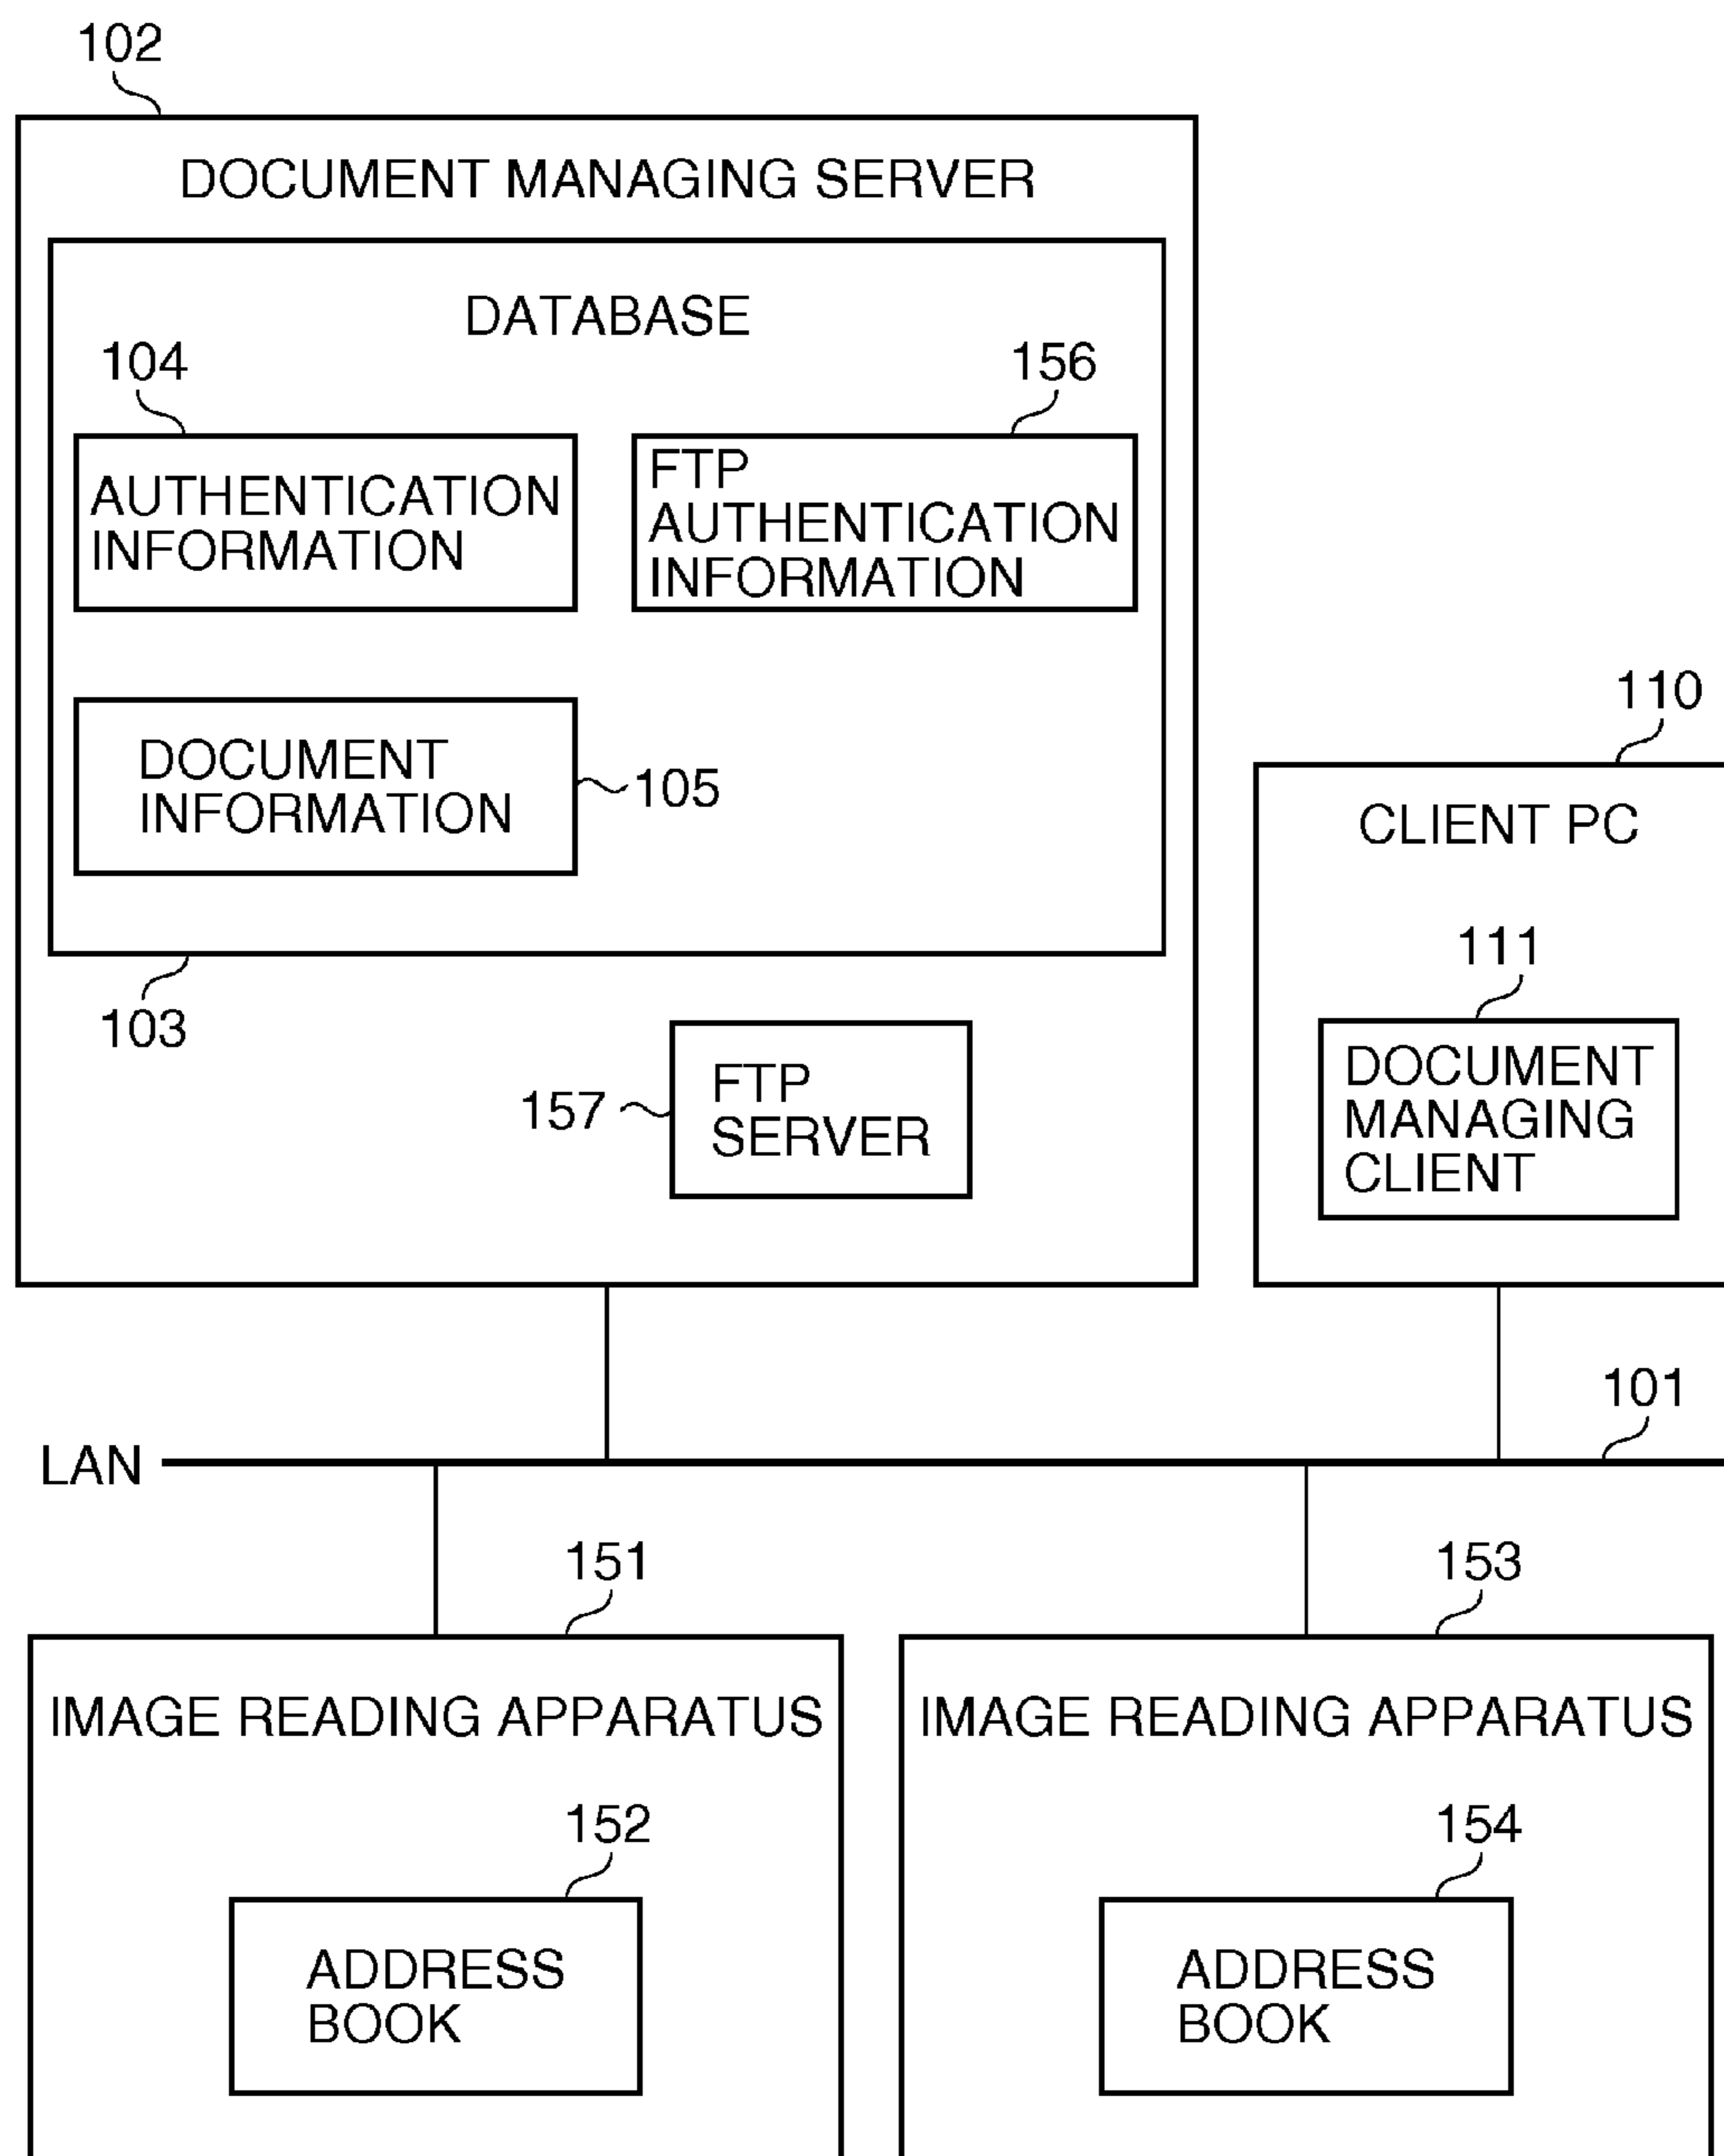 102
DOCUMENT MANAGING SERVER
DATABASE
104
156
AUTHENTICATION
INFORMATION
FTP
AUTHENTICATION
INFORMATION
DOCUMENT
INFORMATION
105
103
157
FTP
SERVER
110
CLIENT PC
111
DOCUMENT
MANAGING
CLIENT
LAN
101
151
IMAGE READING APPARATUS
152
ADDRESS
BOOK
153
IMAGE READING APPARATUS
154
ADDRESS
BOOK